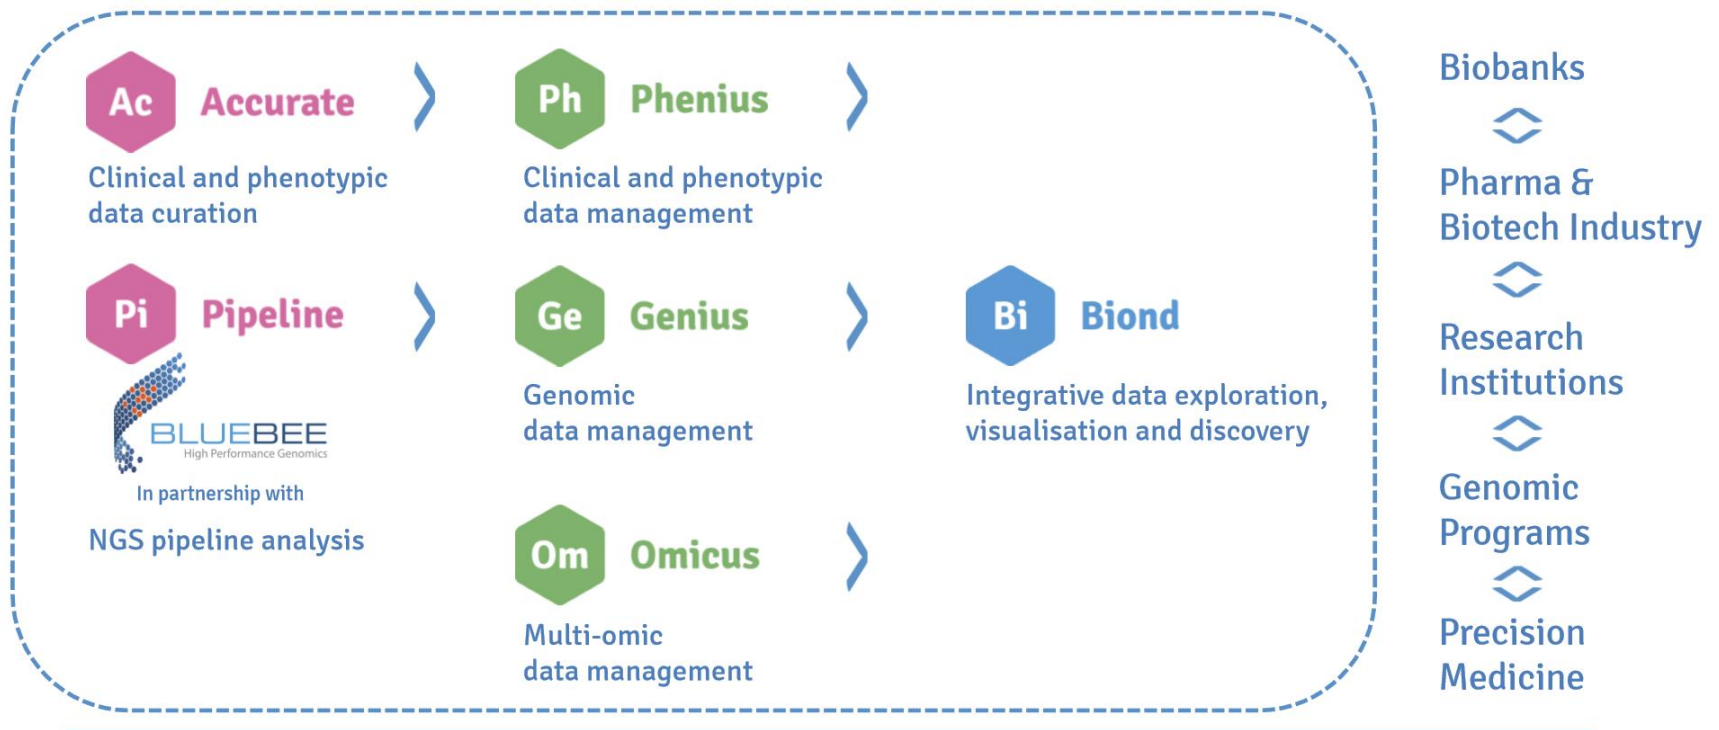 Ac Accurate
Clinical and phenotypic
data curation
Ph Phenius
Clinical and phenotypic
data management
Pi Pipeline
BLUEBEE
High Performance Genomics
In partnership with
NGS pipeline analysis
Ge Genius
Genomic
data management
Bi Biond
Integrative data exploration,
visualisation and discovery
Om Omicus
Multi-omic
data management
Biobanks
Pharma &
Biotech Industry
Research
Institutions
Genomic
Programs
Precision
Medicine